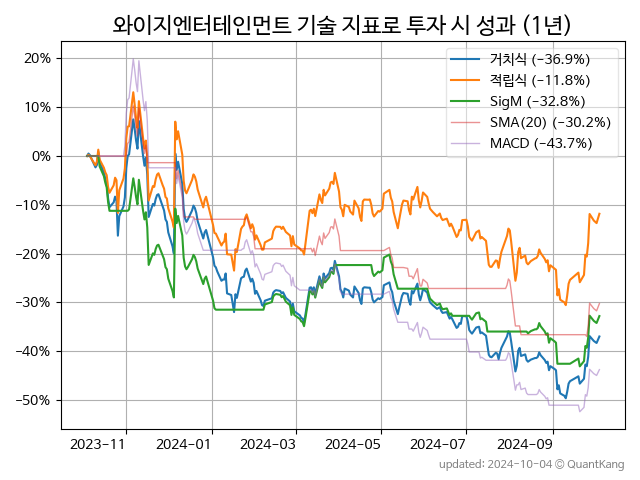 와이지엔터테인먼트 기술 지표로 투자 시 성과 (1년)
거치식 (−36.9%)
적립식 (−11.8%)
SigM (−32.8%)
SMA(20) (−30.2%)
MACD (−43.7%)
20%
10%
0%
−10%
−20%
−30%
−40%
−50%
2023-11
2024-01
2024-03
2024-05
2024-07
2024-09
updated: 2024-10-04 © QuantKang